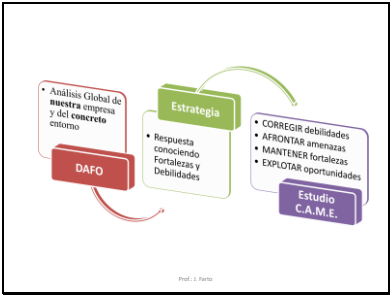 • Análisis Global de
nuestra empresa
y del concreto
entorno
DAFO
Estrategia
• Respuesta
conociendo
Fortalezas y
Debilidades
• CORREGIR debilidades
• AFRONTAR amenazas
• MANTENER fortalezas
• EXPLOTAR oportunidades
Estudio
C.A.M.E.
Prof.: J. Farto